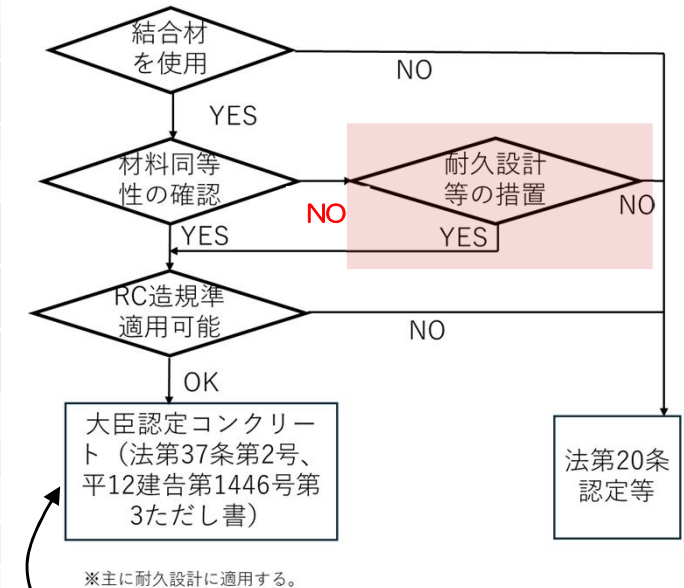 結合材
を使用
NO
YES
材料同等
性の確認
NO
耐久設計
等の措置
NO
YES
YES
RC造規準
適用可能
NO
OK
大臣認定コンクリー
ト（法第37条第2号、
平12建告第1446号第
3ただし書）
法第20条
認定等
※主に耐久設計に適用する。